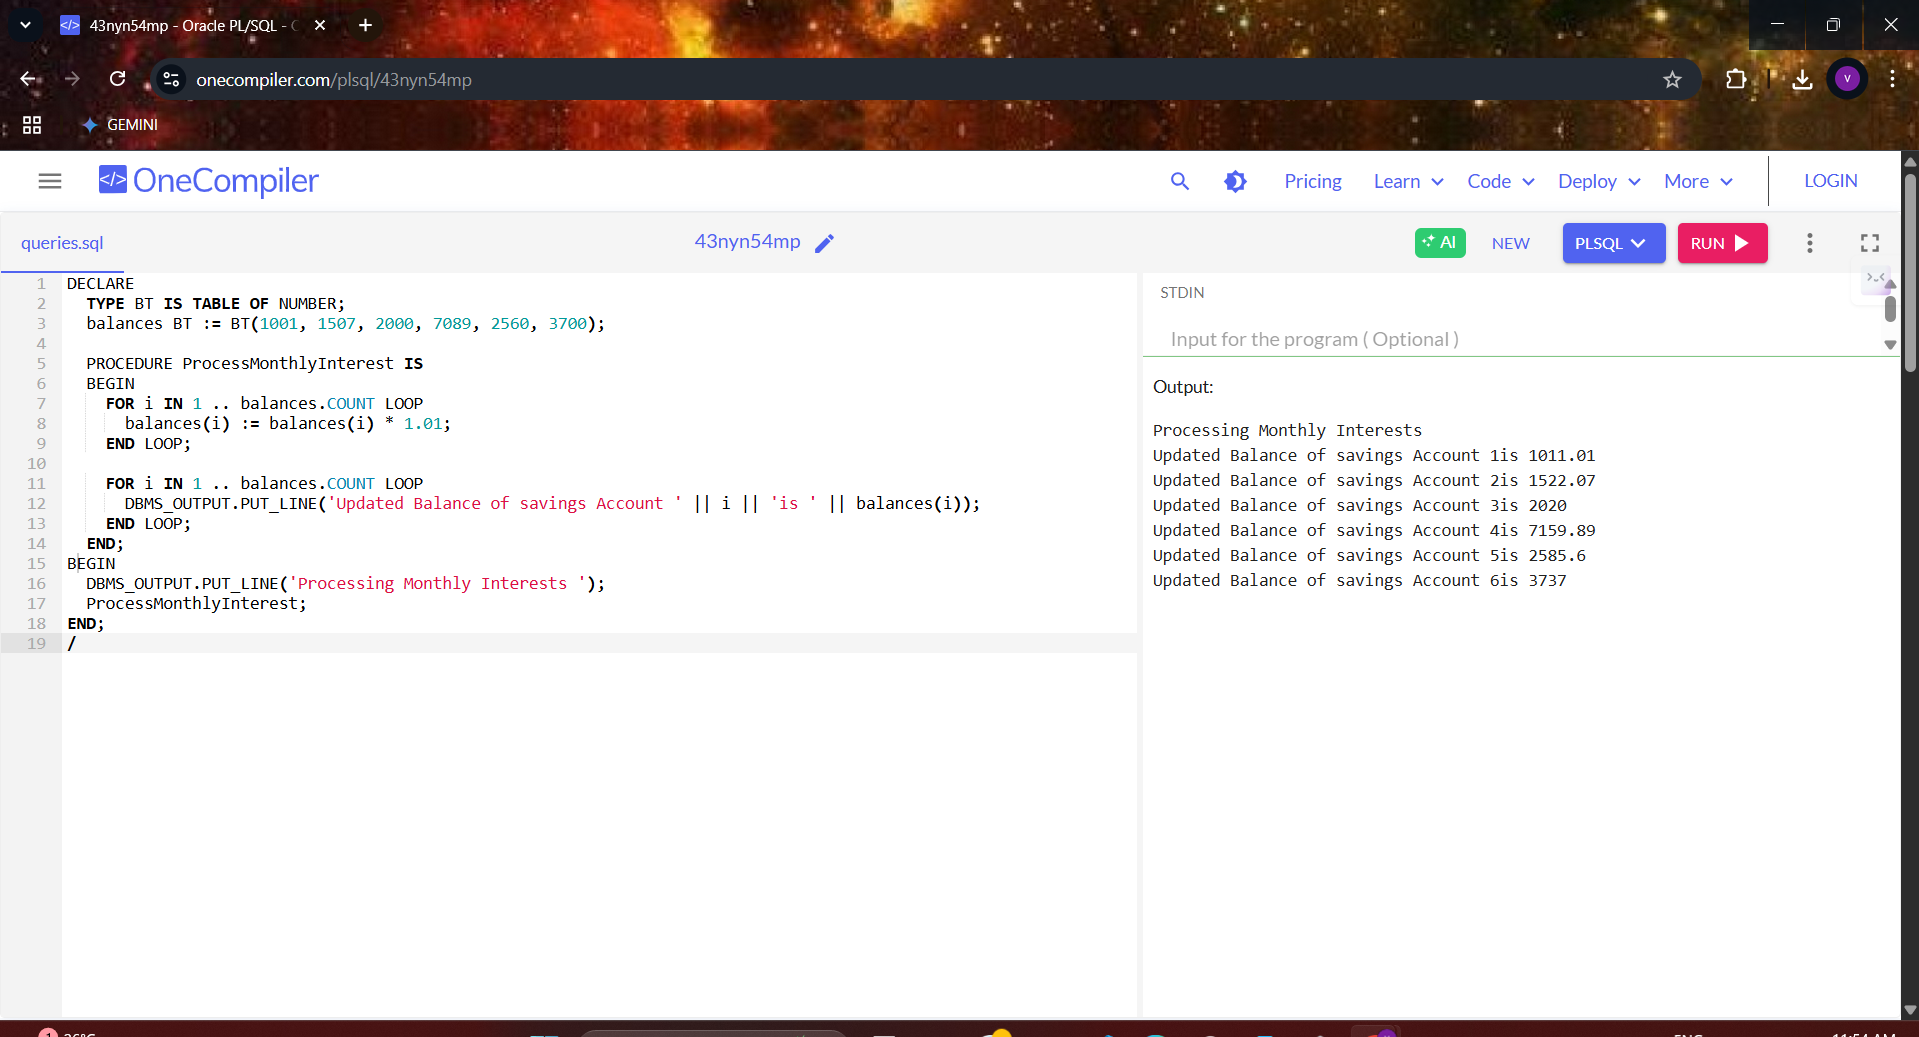 43nyn54mp - Oracle PL/SQL -
onecompiler.com/plsql/43nyn54mp
V
GEMINI
</> OneCompiler
Pricing
Learn
Code
Deploy
More
LOGIN
queries.sql
43nyn54mp
AI
NEW
PLSQL
RUN
1 DECLARE
2 TYPE BT IS TABLE OF NUMBER;
3 balances BT := BT(1001, 1507, 2000, 7089, 2560, 3700);
4
5 PROCEDURE ProcessMonthlyInterest IS
6 BEGIN
7 FOR i IN 1 .. balances.COUNT LOOP
8 balances(i) := balances(i) * 1.01;
9 END LOOP;
10
11 FOR i IN 1 .. balances.COUNT LOOP
12 DBMS_OUTPUT.PUT_LINE('Updated Balance of savings Account ' || i || 'is ' || balances(i));
13 END LOOP;
14 END;
15 BEGIN
16 DBMS_OUTPUT.PUT_LINE('Processing Monthly Interests ');
17 ProcessMonthlyInterest;
18 END;
19 /
STDIN
Input for the program ( Optional )
Output:
Processing Monthly Interests
Updated Balance of savings Account 1is 1011.01
Updated Balance of savings Account 2is 1522.07
Updated Balance of savings Account 3is 2020
Updated Balance of savings Account 4is 7159.89
Updated Balance of savings Account 5is 2585.6
Updated Balance of savings Account 6is 3737